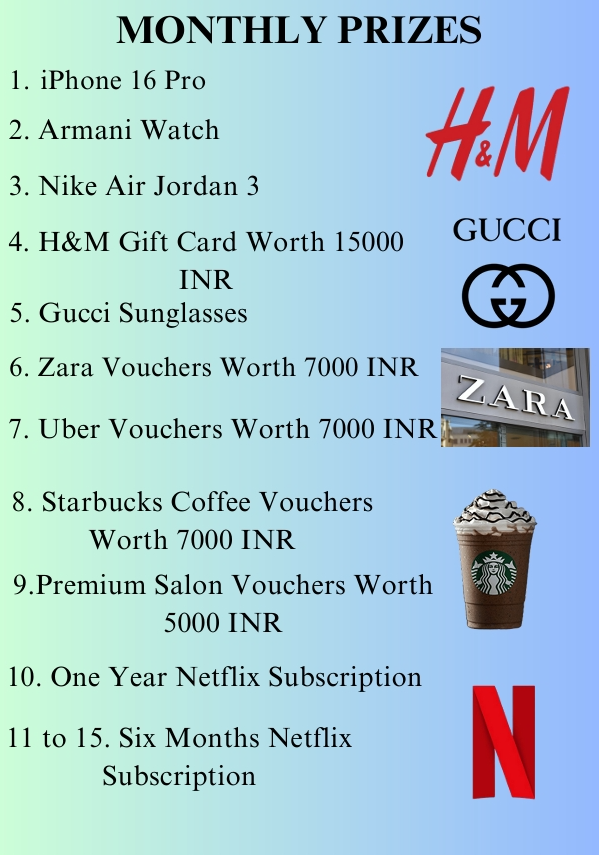 MONTHLY PRIZES
1. iPhone 16 Pro
2. Armani Watch
3. Nike Air Jordan 3
H&M
4. H&M Gift Card Worth 15000
INR
GUCCI
5. Gucci Sunglasses
6. Zara Vouchers Worth 7000 INR
ZARA
7. Uber Vouchers Worth 7000 INR
8. Starbucks Coffee Vouchers
Worth 7000 INR
9.Premium Salon Vouchers Worth
5000 INR
10. One Year Netflix Subscription
N
11 to 15. Six Months Netflix
Subscription